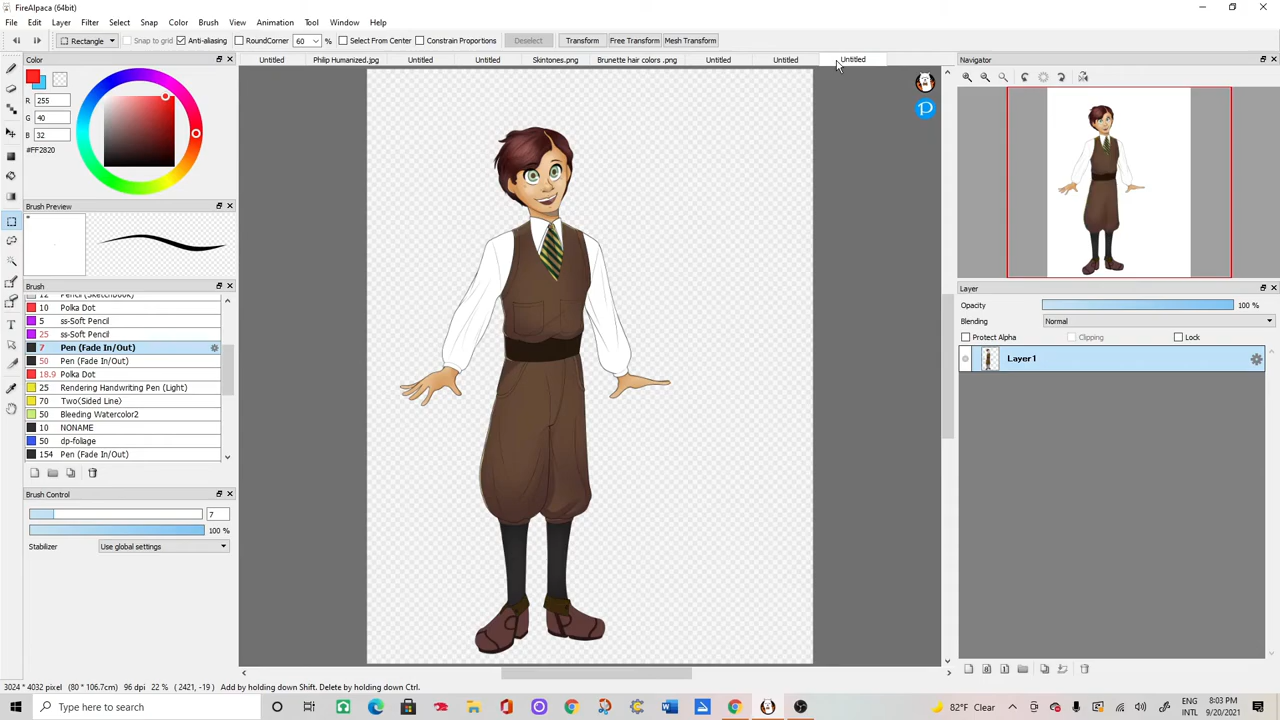 FireAlpaca (64bit)
File Edit Layer Filter Select Snap Color Brush View Animation Tool Window Help
Rectangle Snap to grid Anti-aliasing RoundCorner 60 % Select From Center Constrain Proportions Deselect Transform Free Transform Mesh Transform
Color
Untitled Philip Humanized.jpg Untitled Untitled Skintones.png Brunette hair colors .png Untitled Untitled Untitled
Navigator
R 255
G 40
B 32
#FF2820
Brush Preview
Brush
12 Pencil (Sketchbook)
10 Polka Dot
5 ss-Soft Pencil
25 ss-Soft Pencil
7 Pen (Fade In/Out)
50 Pen (Fade In/Out)
18.9 Polka Dot
25 Rendering Handwriting Pen (Light)
70 Two(Sided Line)
50 Bleeding Watercolor2
10 NONAME
50 dp-foliage
154 Pen (Fade In/Out)
Brush Control
7
100 %
Stabilizer Use global settings
P
Layer
Opacity 100 %
Blending Normal
Protect Alpha Clipping Lock
Layer1
3024 * 4032 pixel (80 * 106.7cm) 96 dpi 22 % ( 2421, -19 ) Add by holding down Shift. Delete by holding down Ctrl.
Type here to search
82°F Clear
ENG
INTL
8:03 PM
9/20/2021